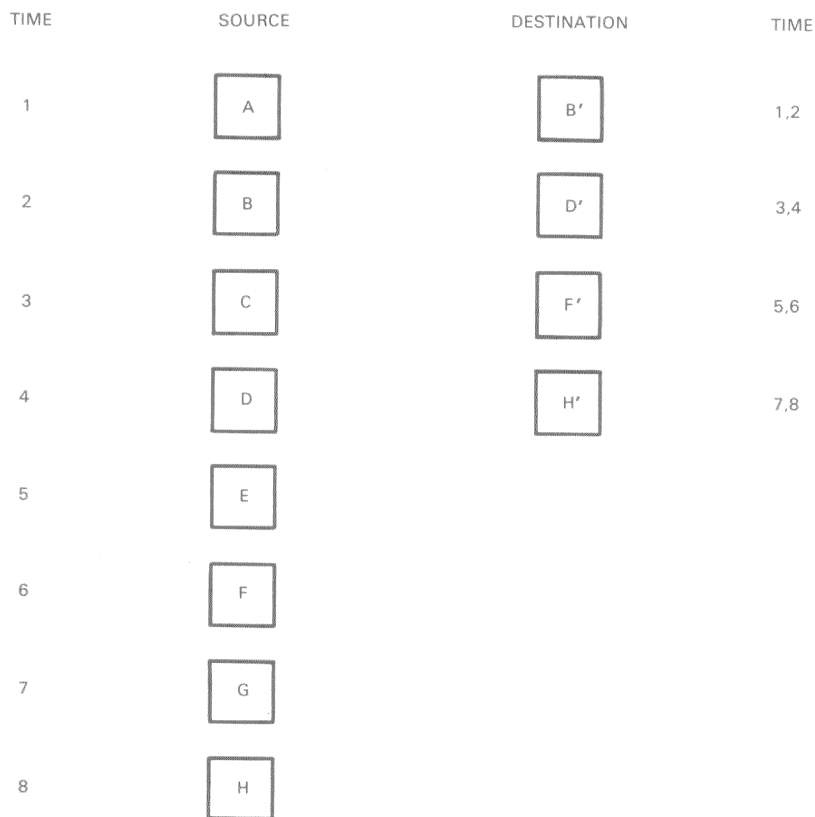 TIME SOURCE DESTINATION TIME
1 A B′ 1,2
2 B D′ 3,4
3 C F′ 5,6
4 D H′ 7,8
5 E
6 F
7 G
8 H